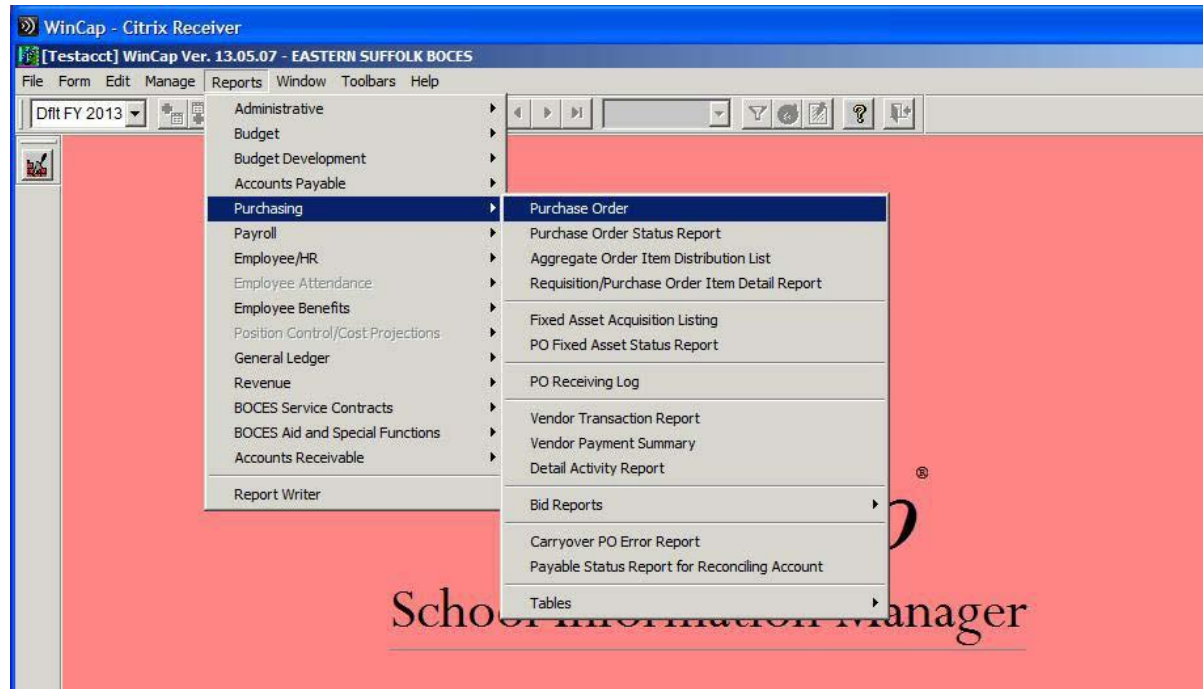 WinCap - Citrix Receiver
[Testacct] WinCap Ver. 13.05.07 - EASTERN SUFFOLK BOCES
File Form Edit Manage Reports Window Toolbars Help
Dflt FY 2013
Administrative
Budget
Budget Development
Accounts Payable
Purchasing
Payroll
Employee/HR
Employee Attendance
Employee Benefits
Position Control/Cost Projections
General Ledger
Revenue
BOCES Service Contracts
BOCES Aid and Special Functions
Accounts Receivable
Report Writer
Purchase Order
Purchase Order Status Report
Aggregate Order Item Distribution List
Requisition/Purchase Order Item Detail Report
Fixed Asset Acquisition Listing
PO Fixed Asset Status Report
PO Receiving Log
Vendor Transaction Report
Vendor Payment Summary
Detail Activity Report
Bid Reports
Carryover PO Error Report
Payable Status Report for Reconciling Account
Tables
®
School Information Manager